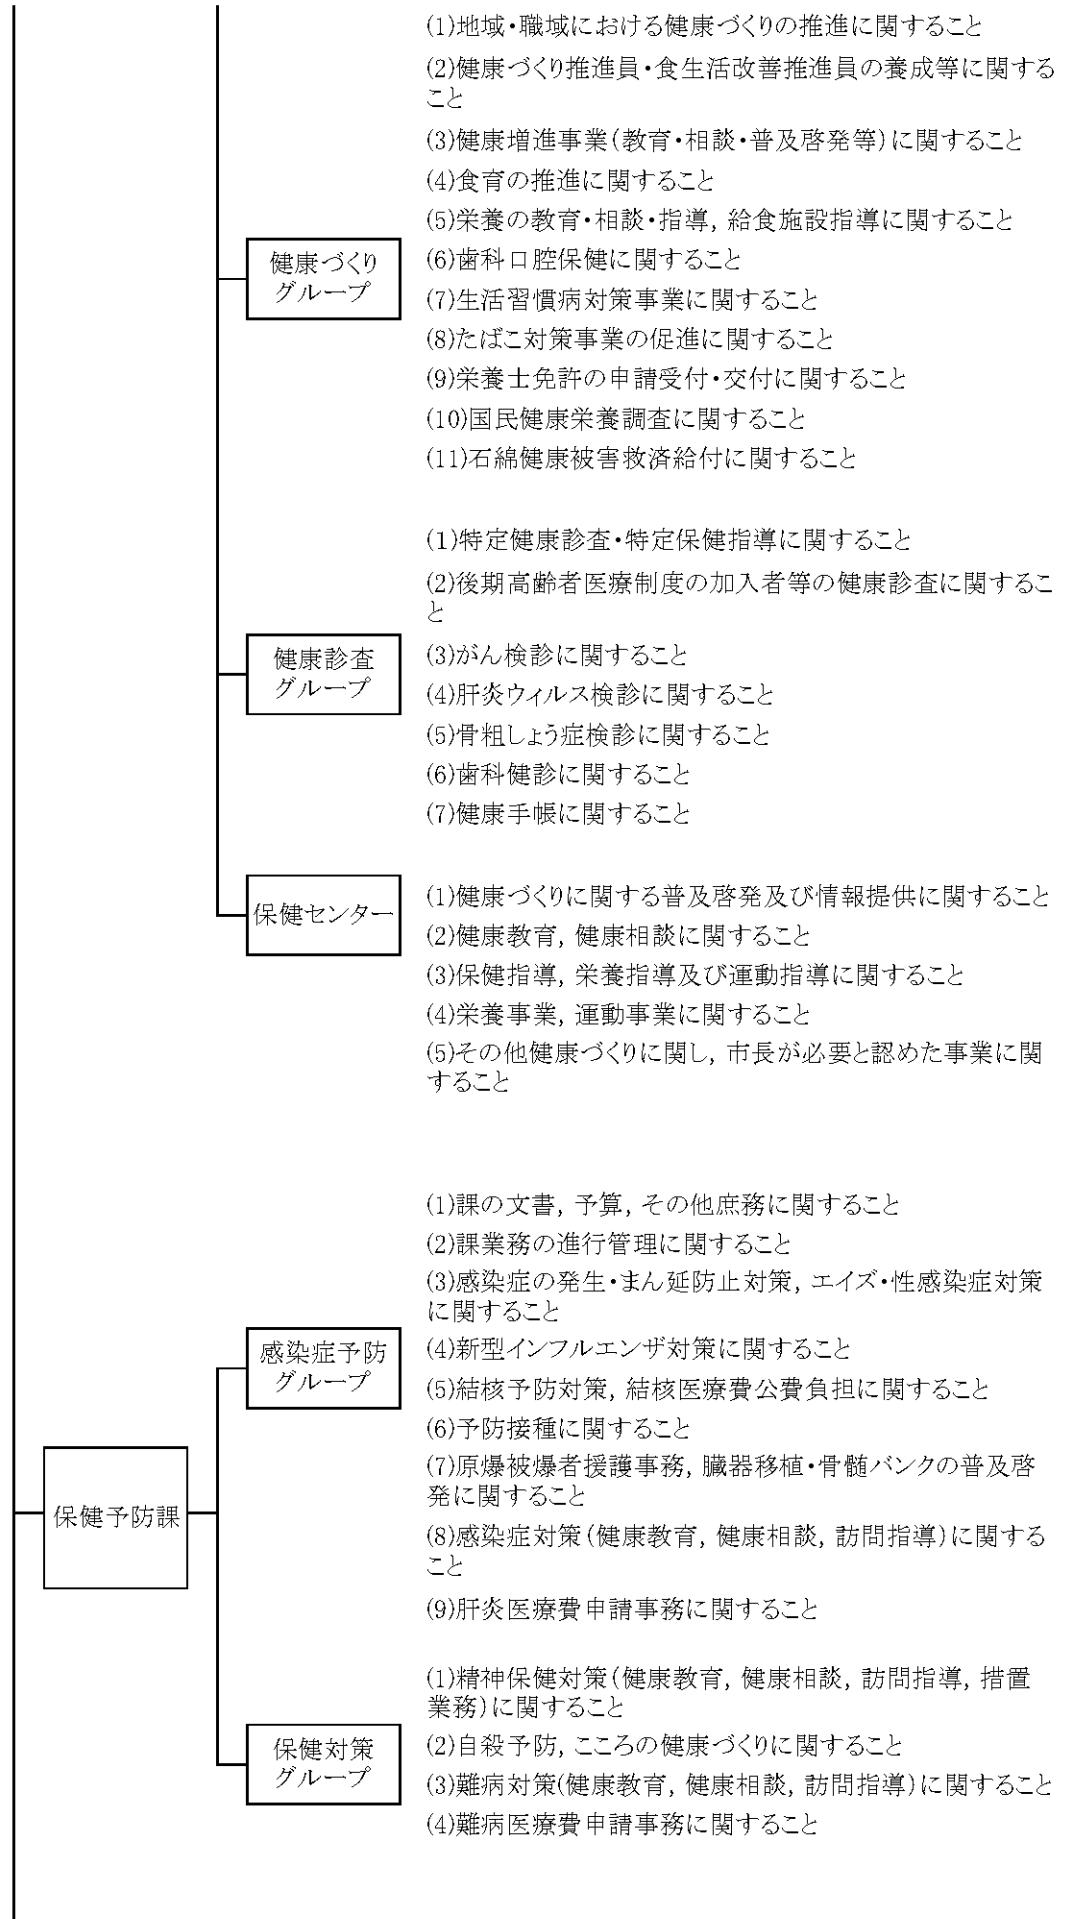 (1)地域・職域における健康づくりの推進に関すること
(2)健康づくり推進員・食生活改善推進員の養成等に関する
こと
(3)健康増進事業(教育・相談・普及啓発等)に関すること
(4)食育の推進に関すること
(5)栄養の教育・相談・指導, 給食施設指導に関すること
健康づくり
グループ
(6)歯科口腔保健に関すること
(7)生活習慣病対策事業に関すること
(8)たばこ対策事業の促進に関すること
(9)栄養士免許の申請受付・交付に関すること
(10)国民健康栄養調査に関すること
(11)石綿健康被害救済給付に関すること
(1)特定健康診査・特定保健指導に関すること
(2)後期高齢者医療制度の加入者等の健康診査に関するこ
と
健康診査
グループ
(3)がん検診に関すること
(4)肝炎ウィルス検診に関すること
(5)骨粗しょう症検診に関すること
(6)歯科健診に関すること
(7)健康手帳に関すること
保健センター
(1)健康づくりに関する普及啓発及び情報提供に関すること
(2)健康教育, 健康相談に関すること
(3)保健指導, 栄養指導及び運動指導に関すること
(4)栄養事業, 運動事業に関すること
(5)その他健康づくりに関し, 市長が必要と認めた事業に関
すること
保健予防課
(1)課の文書, 予算, その他庶務に関すること
(2)課業務の進行管理に関すること
(3)感染症の発生・まん延防止対策, エイズ・性感染症対策
に関すること
感染症予防
グループ
(4)新型インフルエンザ対策に関すること
(5)結核予防対策, 結核医療費公費負担に関すること
(6)予防接種に関すること
(7)原爆被爆者援護事務, 臓器移植・骨髄バンクの普及啓
発に関すること
(8)感染症対策(健康教育, 健康相談, 訪問指導)に関する
こと
(9)肝炎医療費申請事務に関すること
(1)精神保健対策(健康教育, 健康相談, 訪問指導, 措置
業務)に関すること
保健対策
グループ
(2)自殺予防, こころの健康づくりに関すること
(3)難病対策(健康教育, 健康相談, 訪問指導)に関すること
(4)難病医療費申請事務に関すること